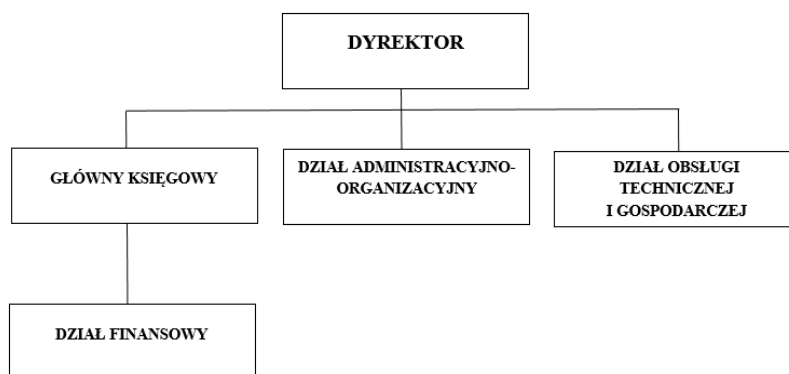 DYREKTOR
GŁÓWNY KSIĘGOWY
DZIAŁ ADMINISTRACYJNO-
ORGANIZACYJNY
DZIAŁ OBSŁUGI
TECHNICZNEJ
I GOSPODARCZEJ
DZIAŁ FINANSOWY